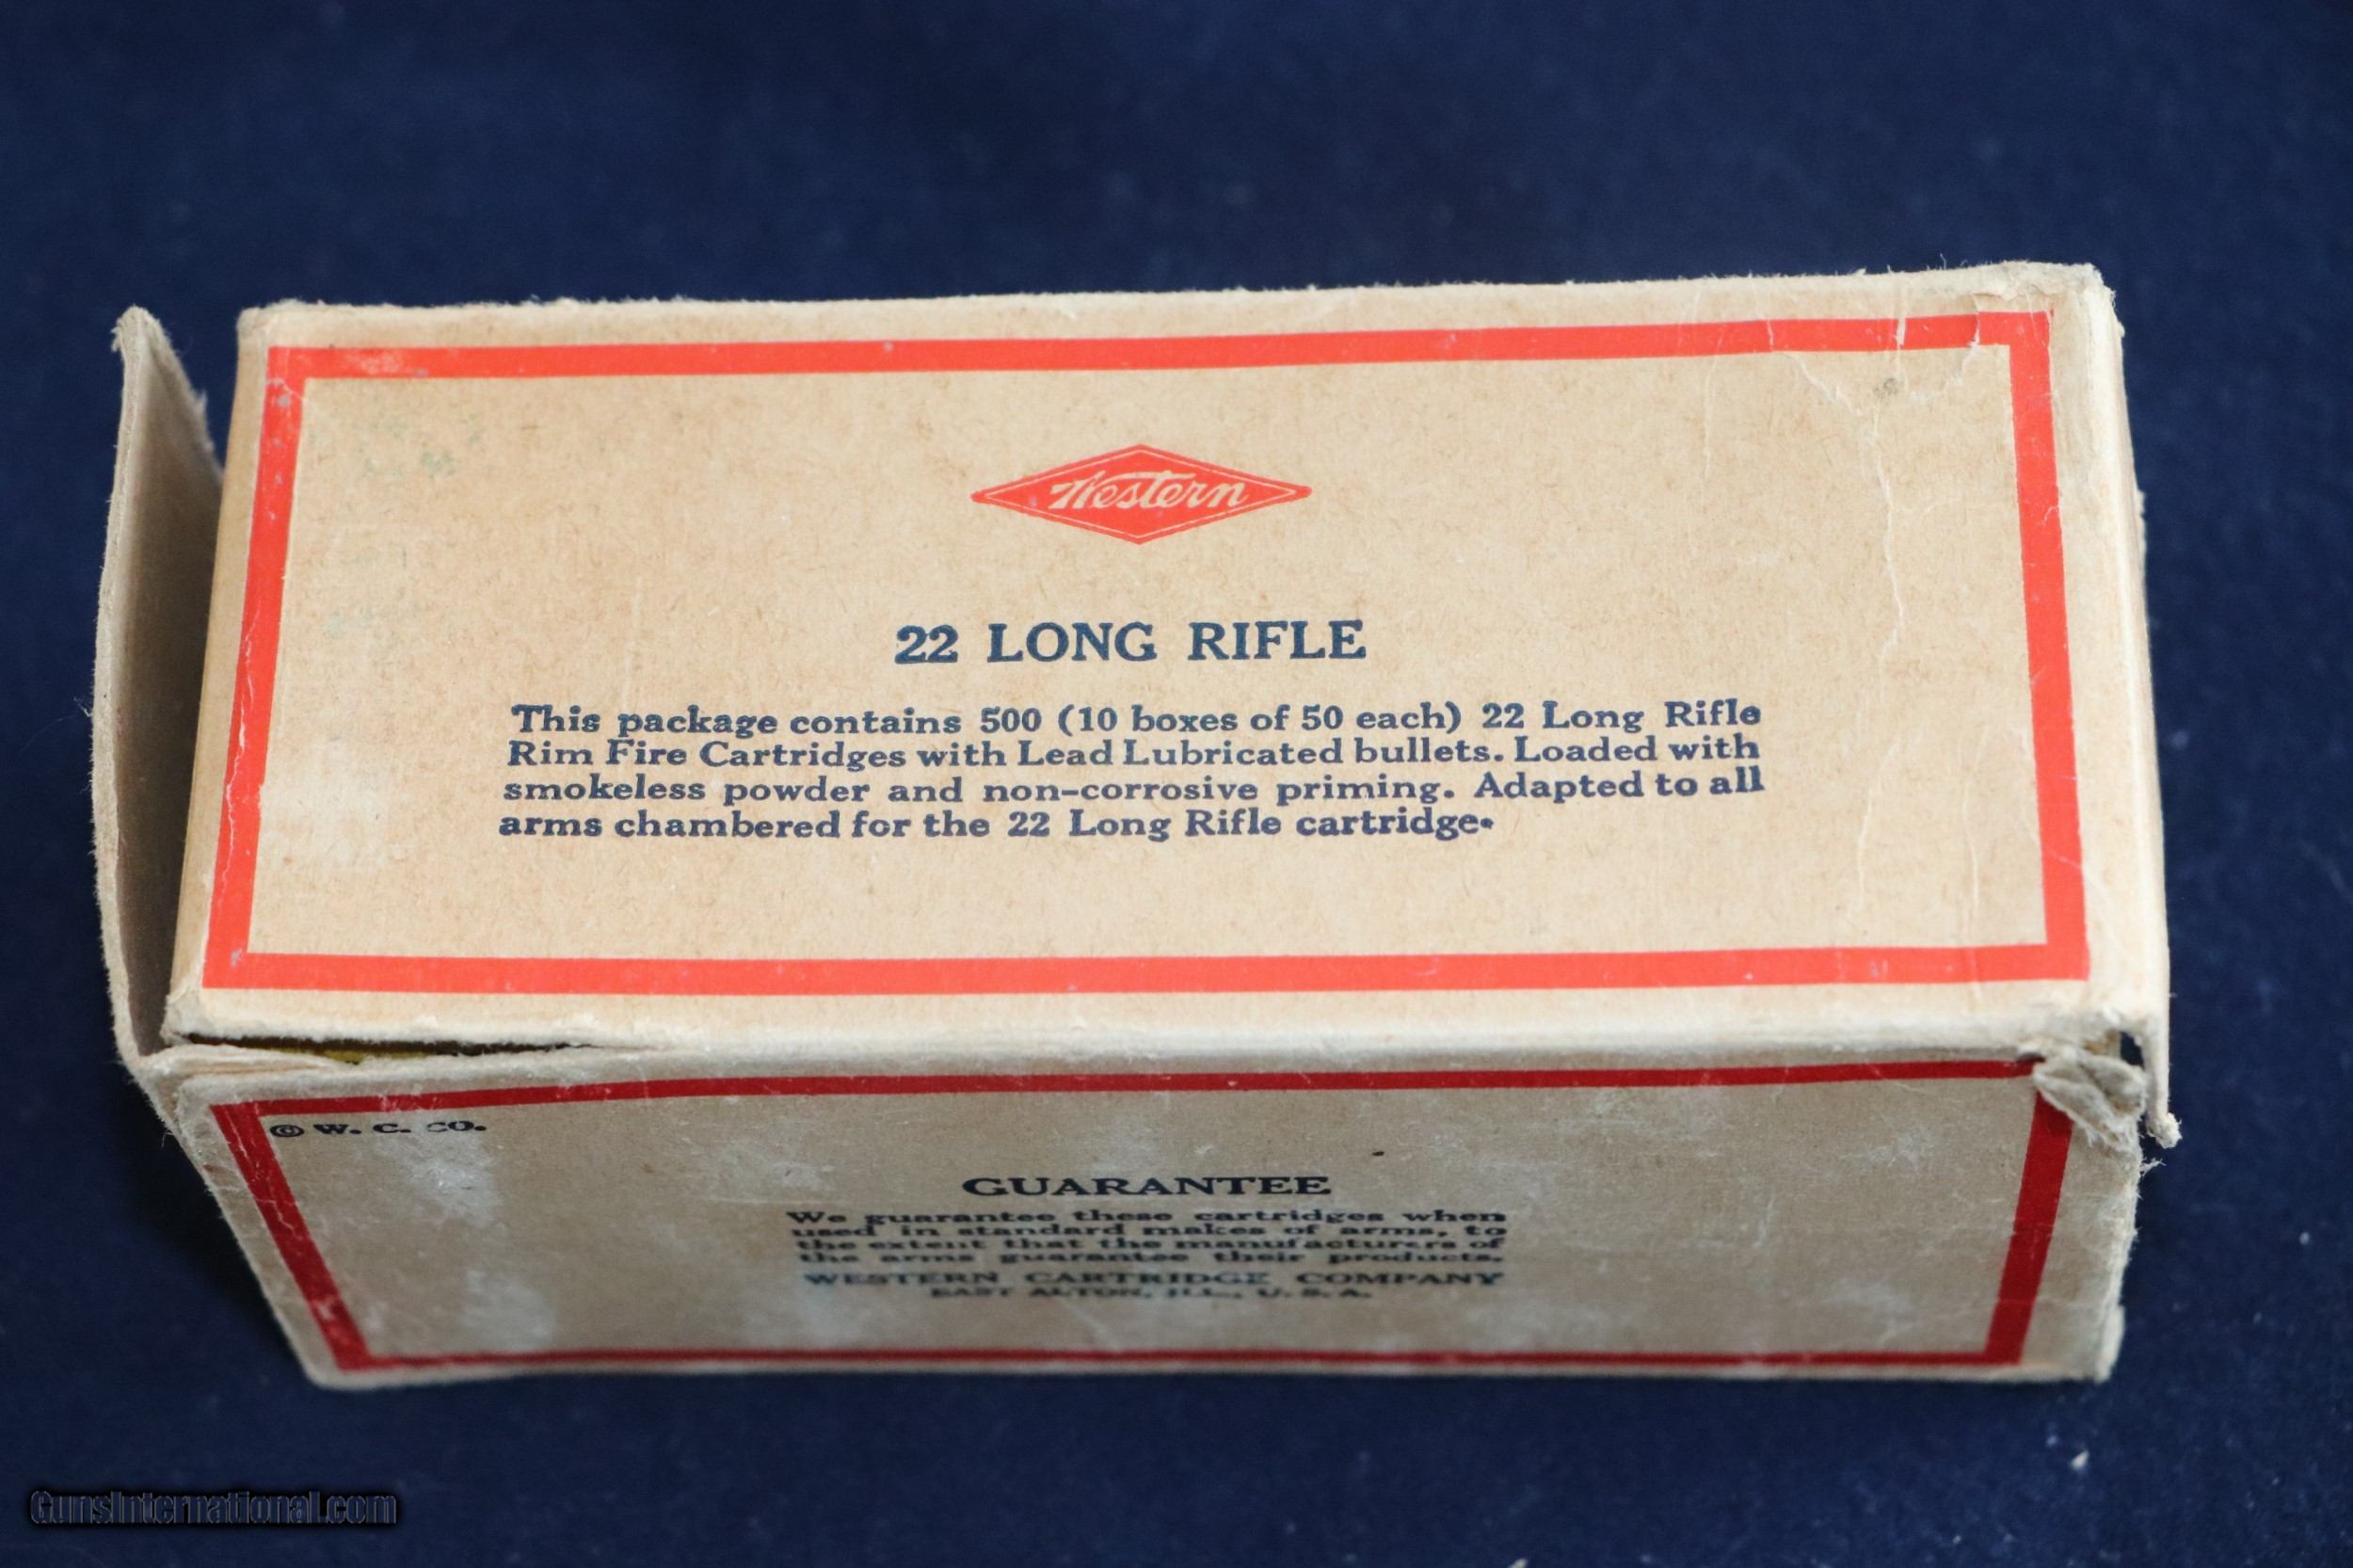 Western
22 LONG RIFLE
This package contains 500 (10 boxes of 50 each) 22 Long Rifle
Rim Fire Cartridges with Lead Lubricated bullets. Loaded with
smokeless powder and non-corrosive priming. Adapted to all
arms chambered for the 22 Long Rifle cartridge.
© W. C. CO.
GUARANTEE
We guarantee these cartridges when
used in standard makes of arms, to
the extent that the manufacturers of
the arms guarantee their products.
WESTERN CARTRIDGE COMPANY
EAST ALTON, ILL., U. S. A.
GunsInternational.com